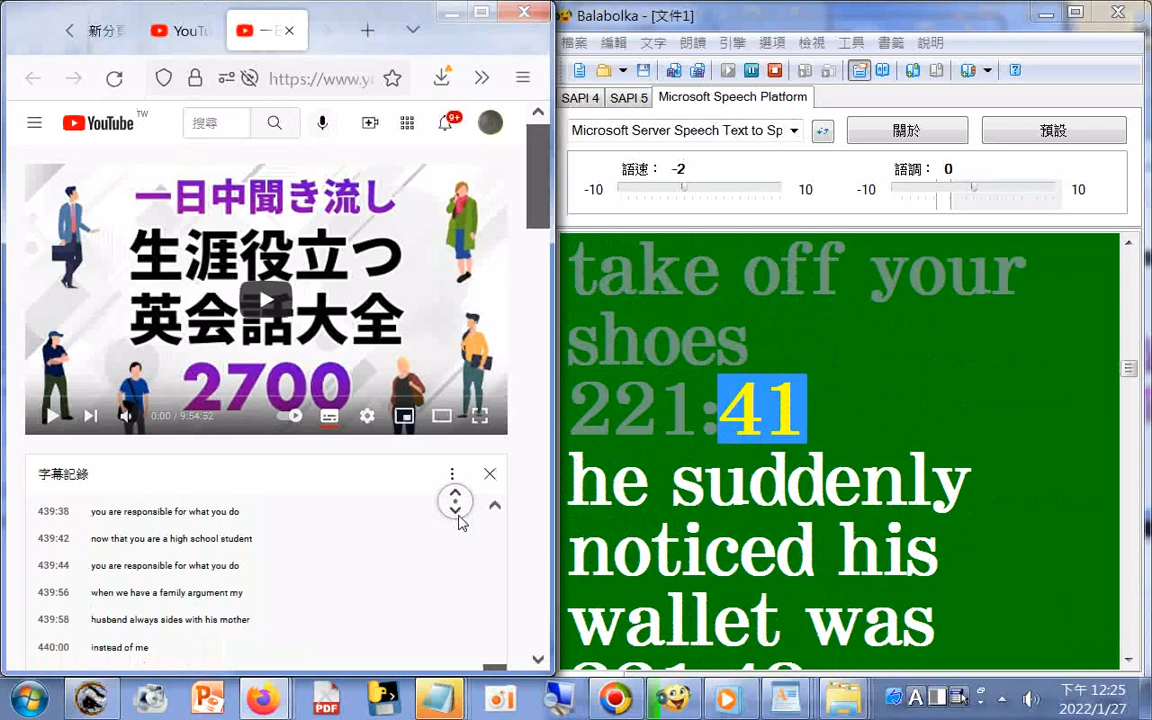 新分
YouTu
一日
https://www.y
YouTube TW
搜尋
9+
一日中聞き流し
生涯役立つ
英会話大全
2700
0:00 / 9:54:52
字幕記錄
439:38 you are responsible for what you do
439:42 now that you are a high school student
439:44 you are responsible for what you do
439:56 when we have a family argument my
439:58 husband always sides with his mother
440:00 instead of me
Balabolka - [文件1]
檔案 編輯 文字 朗讀 引擎 選項 檢視 工具 書籤 說明
SAPI 4 SAPI 5 Microsoft Speech Platform
Microsoft Server Speech Text to Sp
關於 預設
語速： -2 語調： 0
-10 10 -10 10
take off your
shoes
221:41
he suddenly
noticed his
wallet was
221:43
PDF
A
下午 12:25
2022/1/27